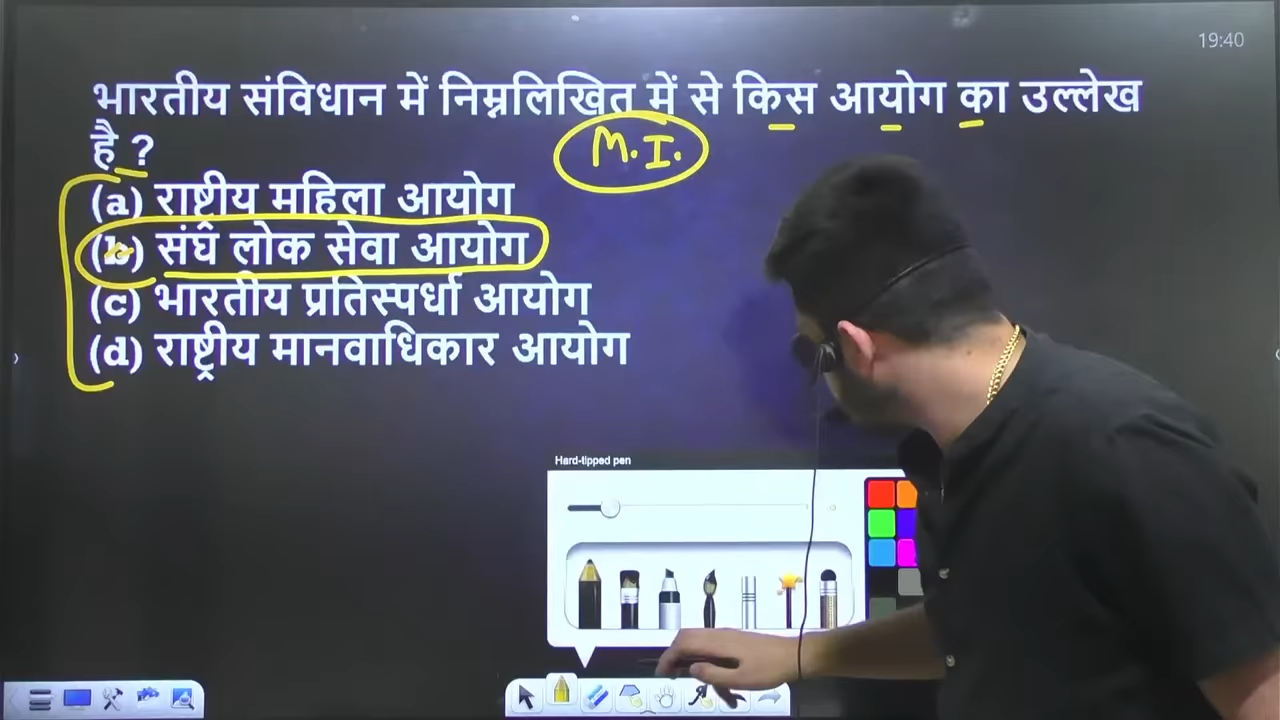 19:40
भारतीय संविधान में निम्नलिखित में से किस आयोग का उल्लेख
है ?
M.I.
(a) राष्ट्रीय महिला आयोग
(b) संघ लोक सेवा आयोग
(c) भारतीय प्रतिस्पर्धा आयोग
(d) राष्ट्रीय मानवाधिकार आयोग
Hard-tipped pen